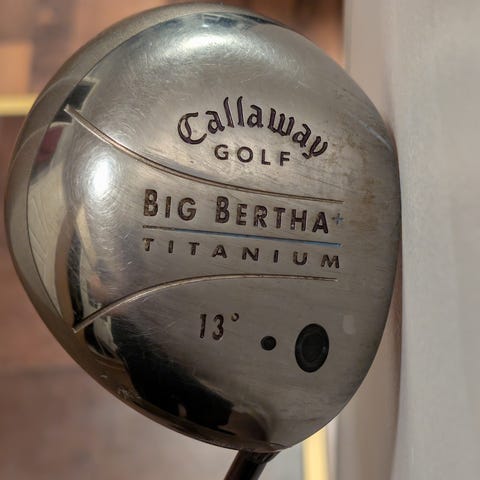 Callaway
GOLF
BIG BERTHA+
TITANIUM
13°